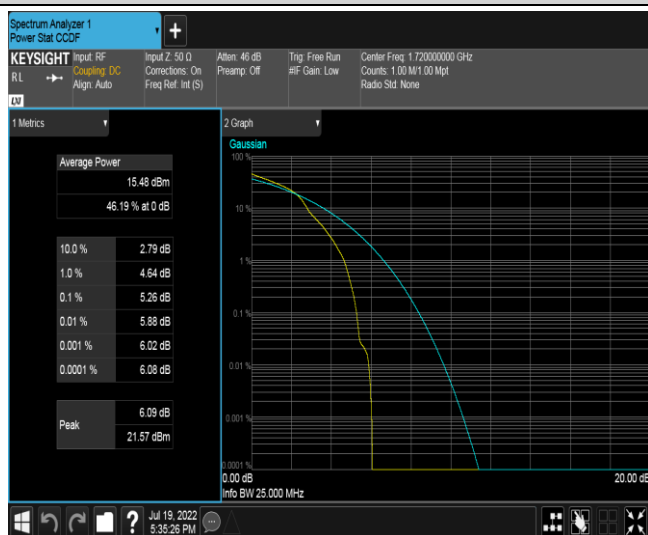 Spectrum Analyzer 1
Power Stat CCDF
KEYSIGHT
RL
LXI
Input: RF
Coupling: DC
Align: Auto
Input Z: 50 Ω
Corrections: On
Freq Ref: Int (S)
Atten: 46 dB
Preamp: Off
Trig: Free Run
#IF Gain: Low
Center Freq: 1.720000000 GHz
Counts: 1.00 M/1.00 Mpt
Radio Std: None
1 Metrics
Average Power
15.48 dBm
46.19 % at 0 dB
10.0 % 2.79 dB
1.0 % 4.64 dB
0.1 % 5.26 dB
0.01 % 5.88 dB
0.001 % 6.02 dB
0.0001 % 6.08 dB
Peak
6.09 dB
21.57 dBm
2 Graph
Gaussian
100 %
10 %
1 %
0.1 %
0.01 %
0.001 %
0.0001 %
0.00 dB
20.00 dB
Info BW 25.000 MHz
?
Jul 19, 2022
5:35:26 PM